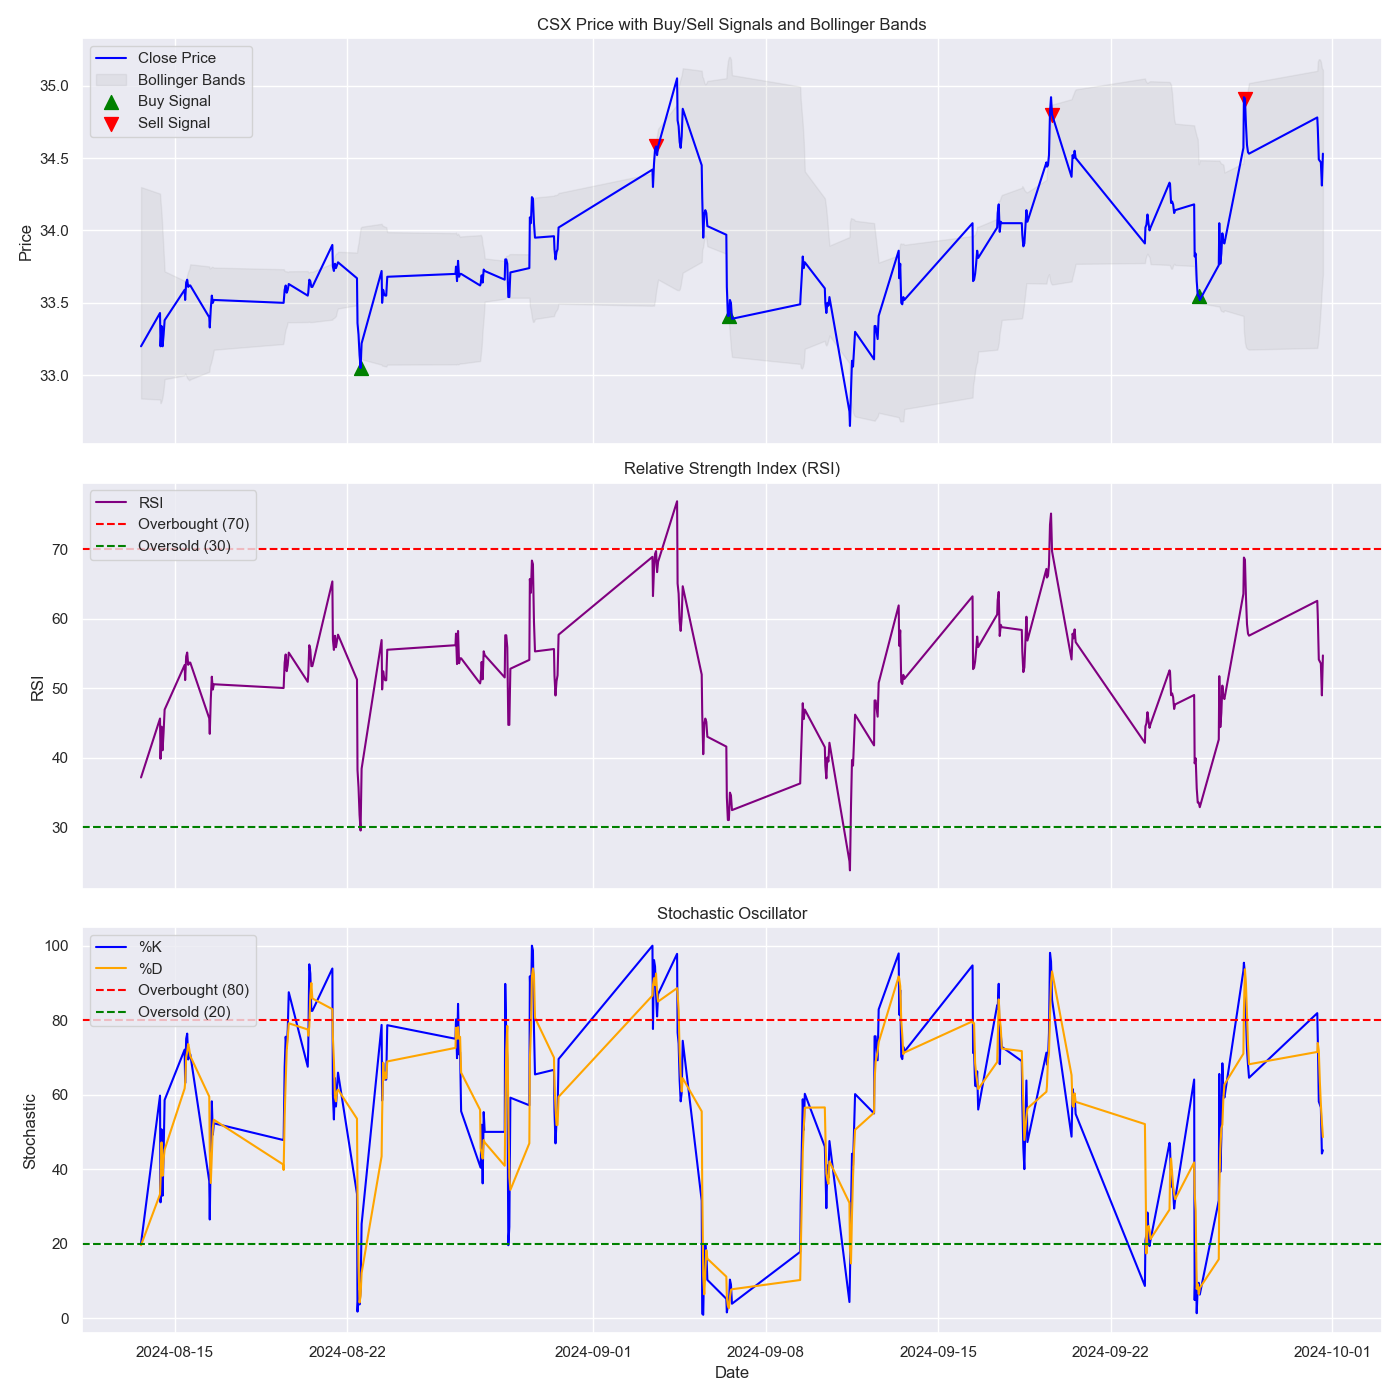 CSX Price with Buy/Sell Signals and Bollinger Bands
Close Price
Bollinger Bands
Buy Signal
Sell Signal
Price
35.0
34.5
34.0
33.5
33.0
Relative Strength Index (RSI)
RSI
Overbought (70)
Oversold (30)
RSI
70
60
50
40
30
Stochastic Oscillator
%K
%D
Overbought (80)
Oversold (20)
Stochastic
100
80
60
40
20
0
2024-08-15
2024-08-22
2024-09-01
2024-09-08
2024-09-15
2024-09-22
2024-10-01
Date